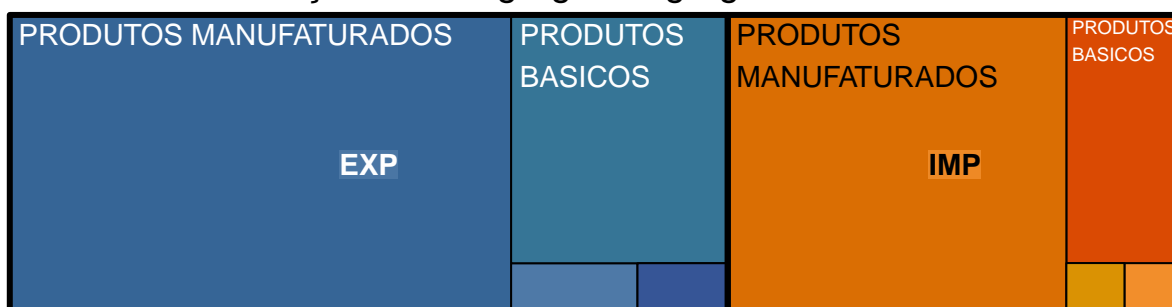 PRODUTOS MANUFATURADOS
EXP
PRODUTOS
BASICOS
PRODUTOS
MANUFATURADOS
IMP
PRODUTOS
BASICOS